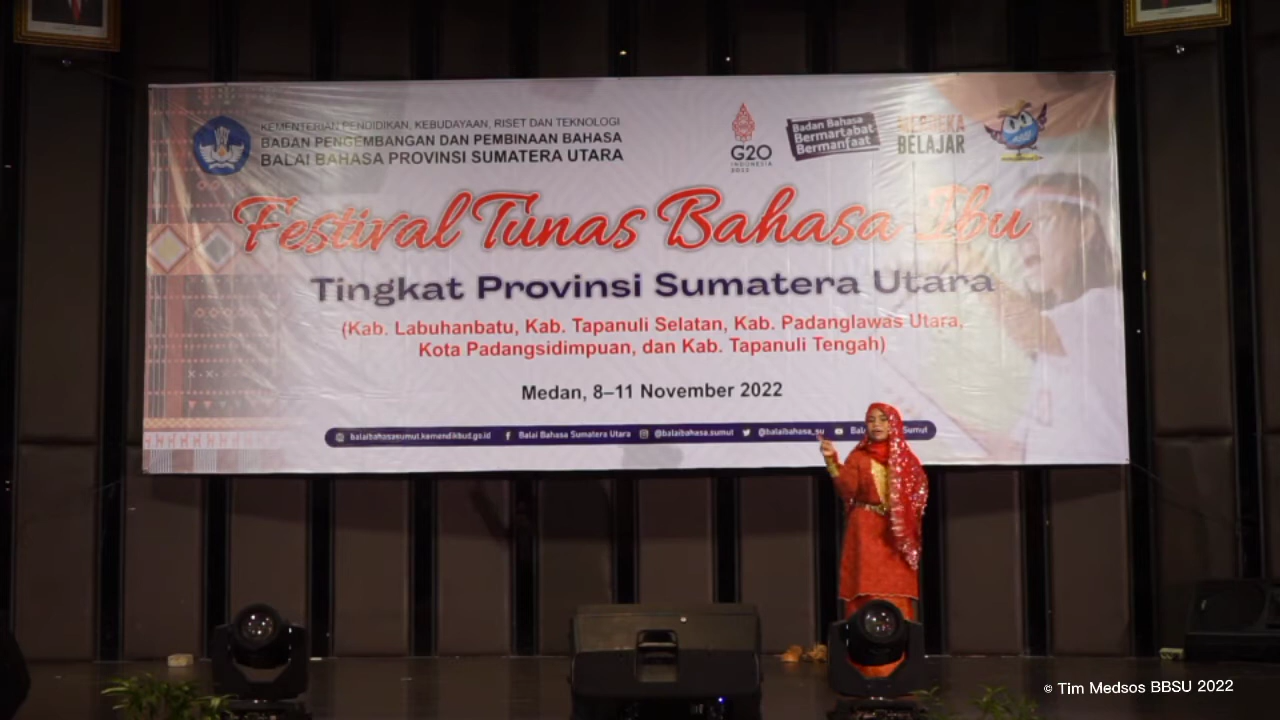 KEMENTERIAN PENDIDIKAN, KEBUDAYAAN, RISET DAN TEKNOLOGI
BADAN PENGEMBANGAN DAN PEMBINAAN BAHASA
BALAI BAHASA PROVINSI SUMATERA UTARA
G20
INDONESIA
2022
Badan Bahasa
Bermartabat
Bermanfaat
MERDEKA
BELAJAR
Festival Tunas Bahasa Ibu
Tingkat Provinsi Sumatera Utara
(Kab. Labuhanbatu, Kab. Tapanuli Selatan, Kab. Padanglawas Utara,
Kota Padangsidimpuan, dan Kab. Tapanuli Tengah)
Medan, 8–11 November 2022
balaibahasasumut.kemendikbud.go.id Balai Bahasa Sumatera Utara @balaibahasa.sumut @balaibahasa_su Sumut
© Tim Medsos BBSU 2022